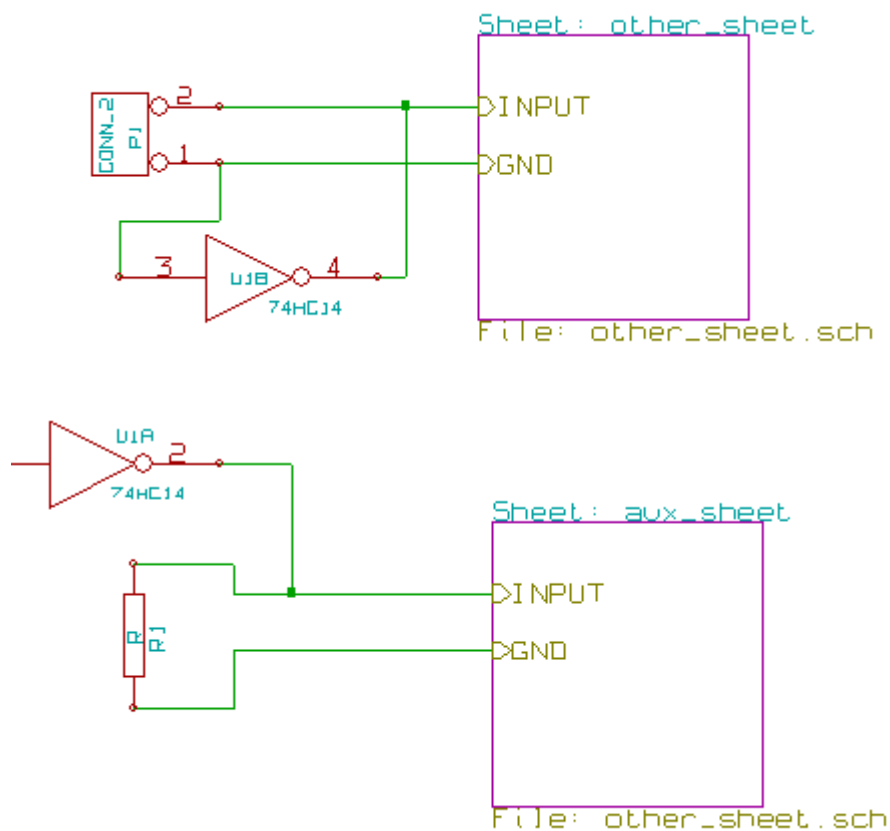 Sheet: other_sheet
CONN_2
P1
2
INPUT
1
GND
3
U1B
4
74HC14
File: other_sheet.sch
U1A
2
74HC14
Sheet: aux_sheet
INPUT
R
R1
GND
File: other_sheet.sch